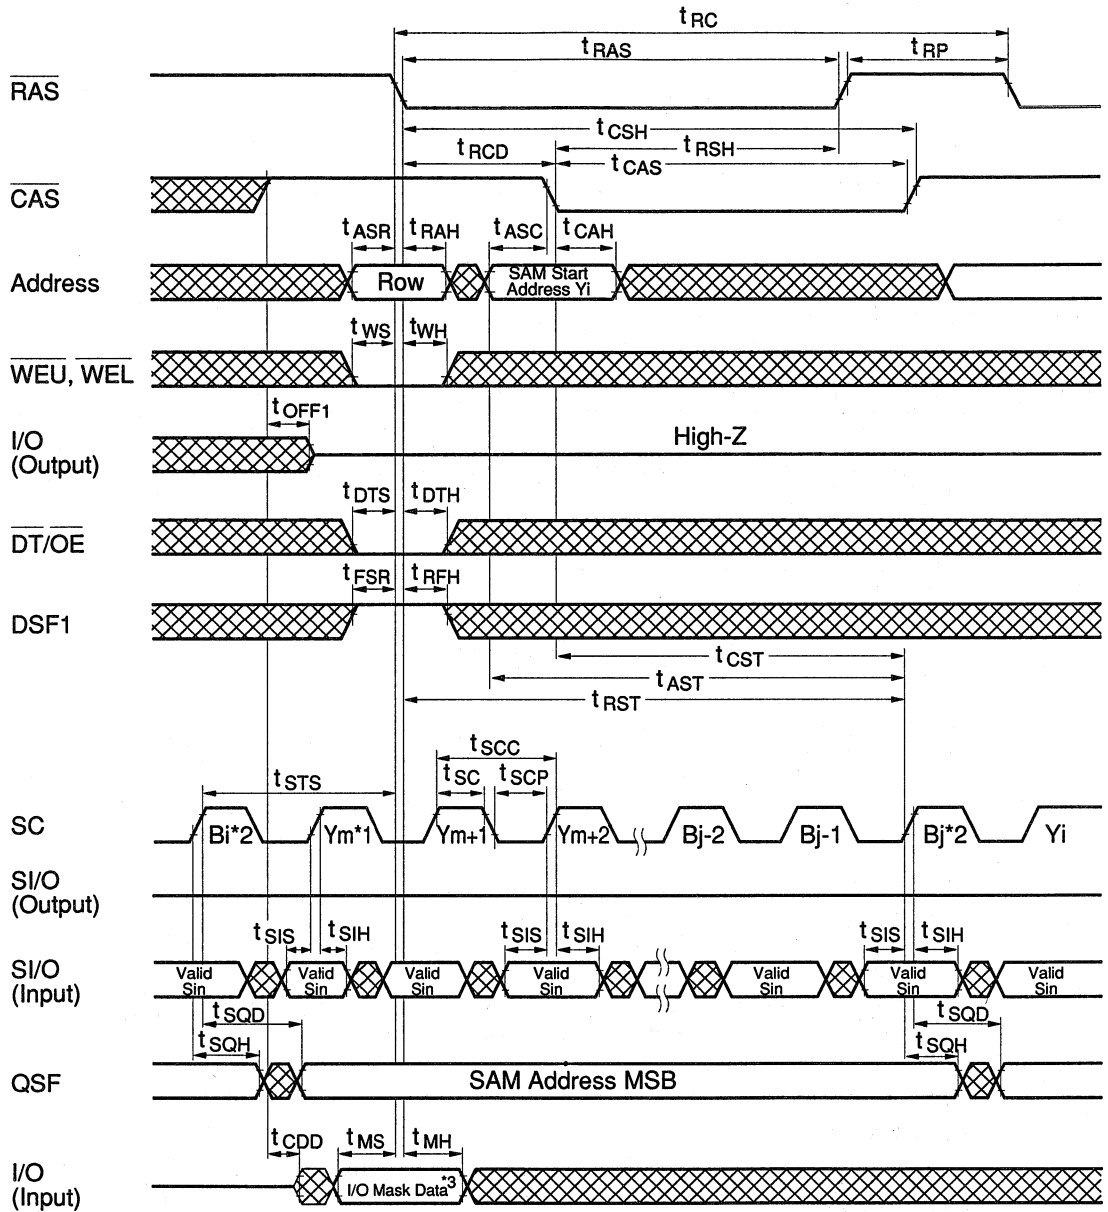 tRC
tRAS
tRP
RAS
tCSH
tRCD
tRSH
tCAS
CAS
tASR
tRAH
tASC
tCAH
Address
Row
SAM Start
Address Yi
tWS
tWH
WEU, WEL
tOFF1
I/O
(Output)
High-Z
tDTS
tDTH
DT/OE
tFSR
tRFH
DSF1
tCST
tAST
tRST
tSCC
tSTS
tSC
tSCP
SC
Bi*2
Ym*1
Ym+1
Ym+2
Bj-2
Bj-1
Bj*2
Yi
SI/O
(Output)
tSIS
tSIH
tSIS
tSIH
tSIS
tSIH
SI/O
(Input)
Valid
Sin
Valid
Sin
Valid
Sin
Valid
Sin
Valid
Sin
Valid
Sin
Valid
Sin
tSQD
tSQD
tSQH
tSQH
QSF
SAM Address MSB
tCDD
tMS
tMH
I/O
(Input)
I/O Mask Data*3